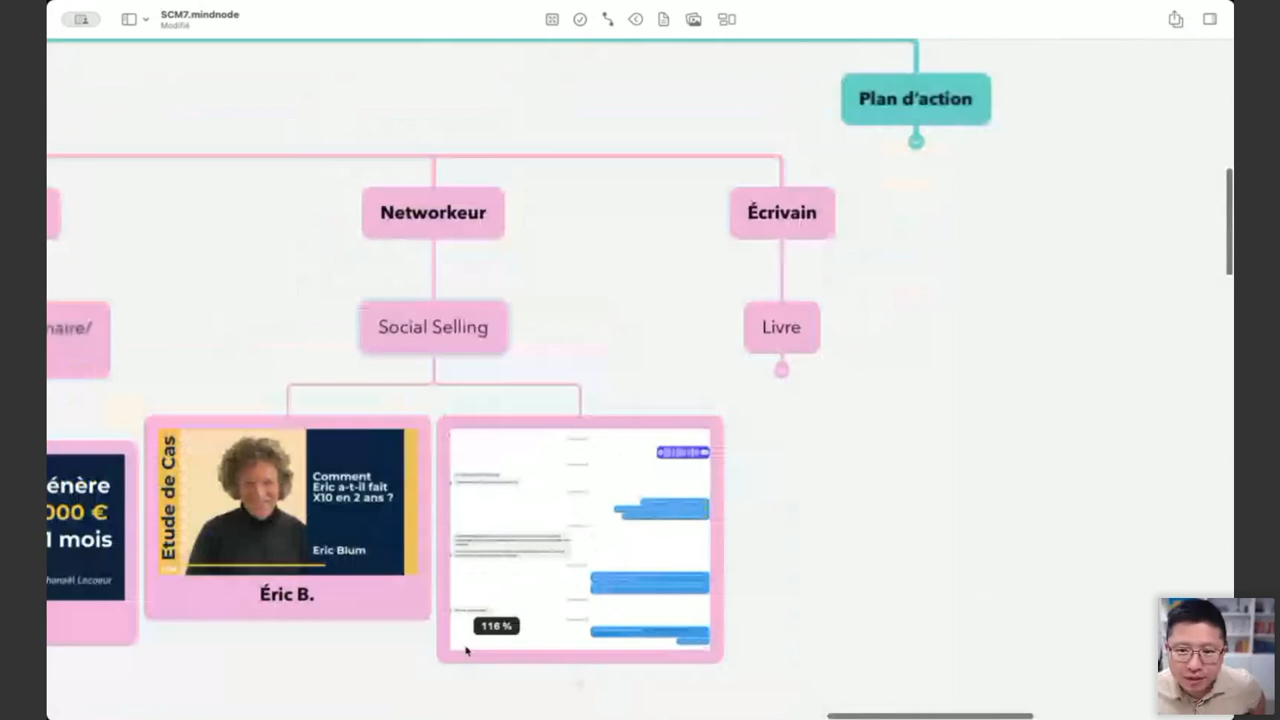 SCM7.mindnode
Modifié
Plan d'action
Networkeur
Écrivain
naire/
Social Selling
Livre
énère
000 €
1 mois
Lacoeur
Etude de Cas
Comment
Eric a-t-il fait
X10 en 2 ans ?
Eric Blum
Éric B.
116 %